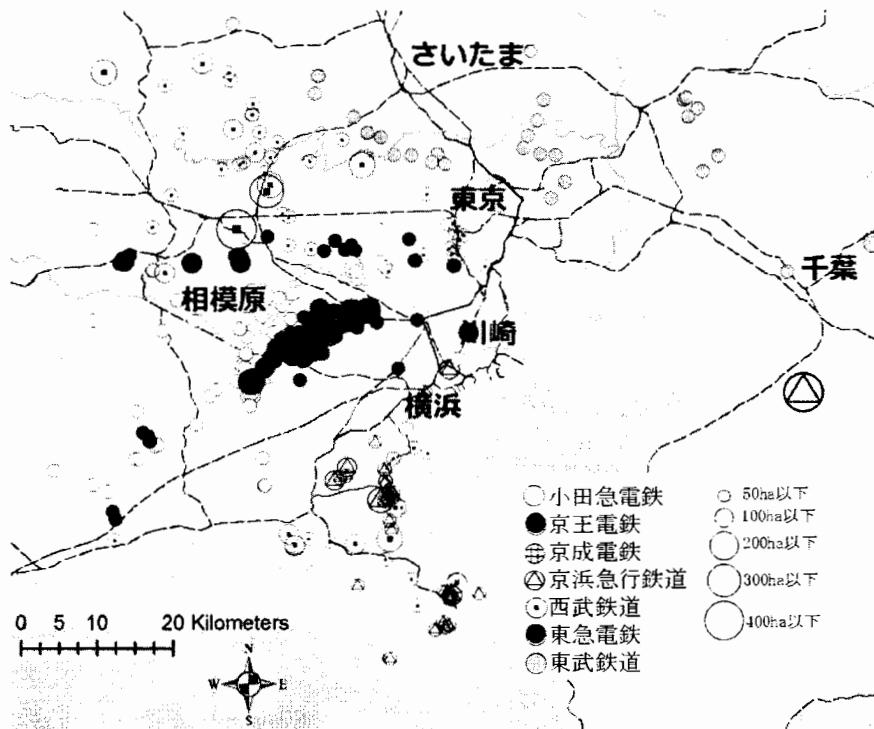 さいたま
東京
千葉
相模原
川崎
横浜
小田急電鉄
京王電鉄
京成電鉄
京浜急行鉄道
西武鉄道
東急電鉄
東武鉄道
50ha以下
100ha以下
200ha以下
300ha以下
400ha以下
0 5 10 20 Kilometers
N
W E
S